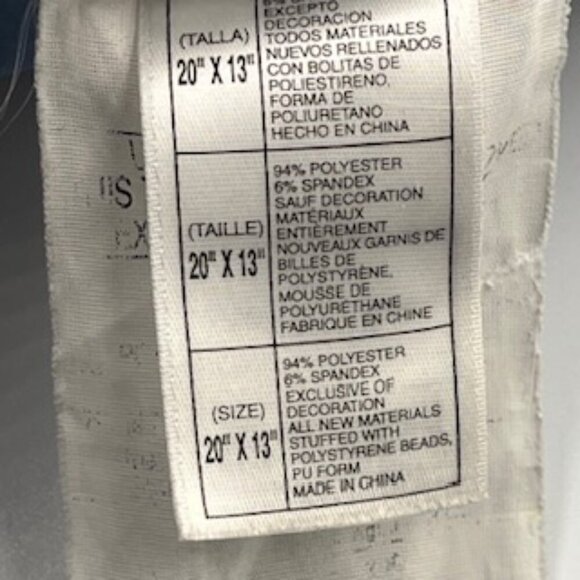 EXCEPTO
DECORACION
(TALLA)
20" X 13"
TODOS MATERIALES
NUEVOS RELLENADOS
CON BOLITAS DE
POLIESTIRENO,
FORMA DE
POLIURETANO
HECHO EN CHINA
(TAILLE)
20" X 13"
94% POLYESTER
6% SPANDEX
SAUF DECORATION
MATÉRIAUX
ENTIÈREMENT
NOUVEAUX GARNIS DE
BILLES DE
POLYSTYRÈNE,
MOUSSE DE
POLYURÉTHANE
FABRIQUE EN CHINE
(SIZE)
20" X 13"
94% POLYESTER
6% SPANDEX
EXCLUSIVE OF
DECORATION
ALL NEW MATERIALS
STUFFED WITH
POLYSTYRENE BEADS,
PU FORM
MADE IN CHINA